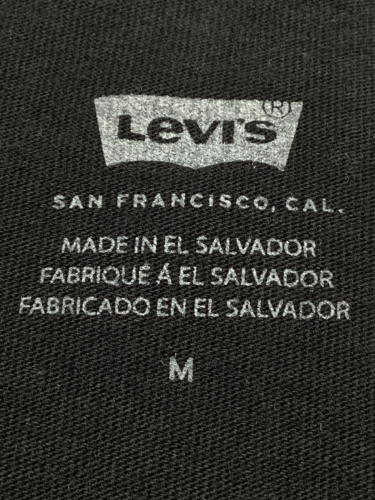 Levi's ®
SAN FRANCISCO, CAL.
MADE IN EL SALVADOR
FABRIQUÉ Á EL SALVADOR
FABRICADO EN EL SALVADOR
M